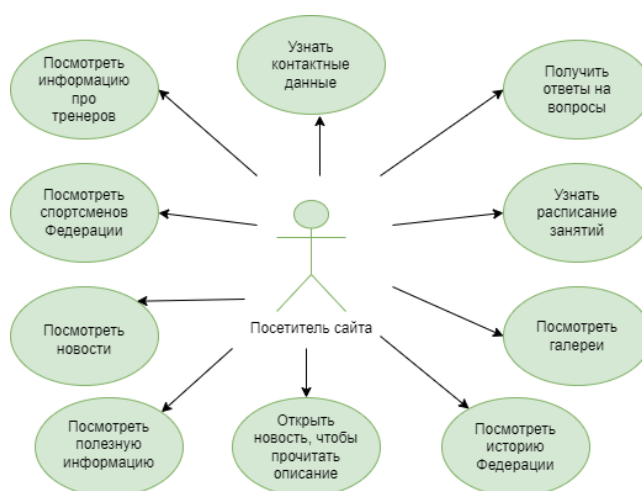 Посмотреть
информацию
про
тренеров
Узнать
контактные
данные
Получить
ответы на
вопросы
Посмотреть
спортсменов
Федерации
Узнать
расписание
занятий
Посмотреть
новости
Посетитель сайта
Посмотреть
галереи
Посмотреть
полезную
информацию
Открыть
новость, чтобы
прочитать
описание
Посмотреть
историю
Федерации